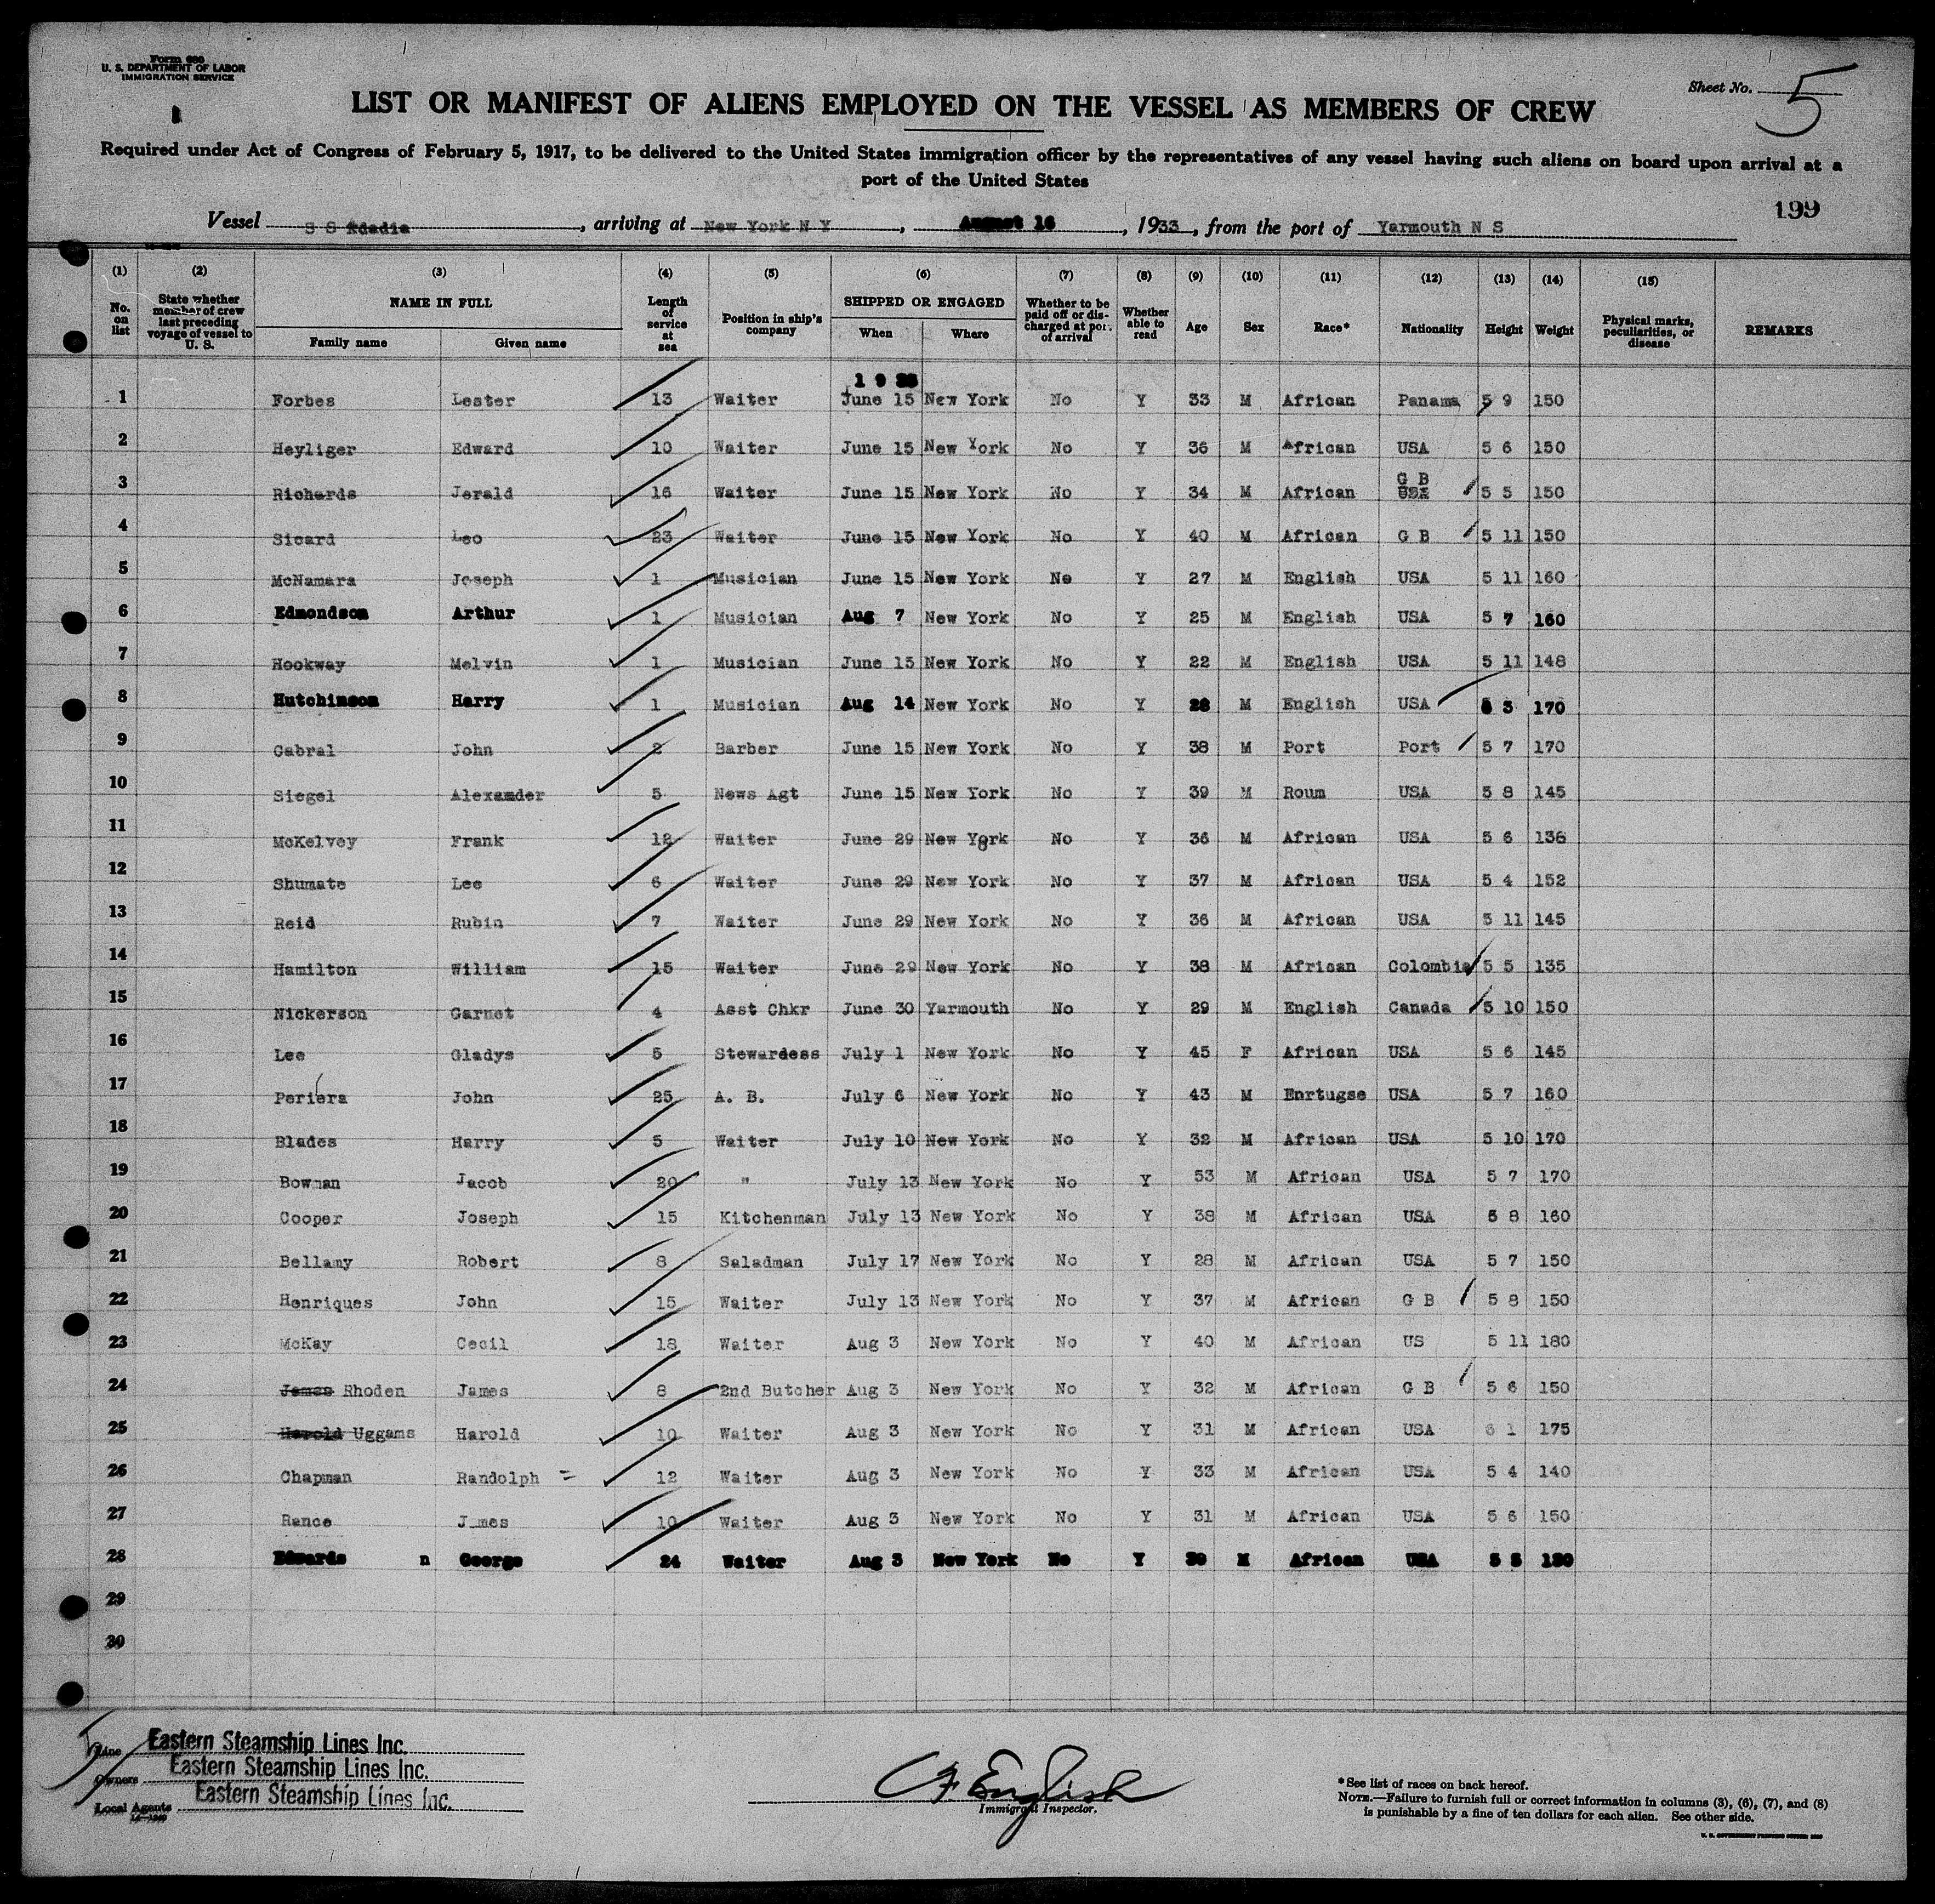 Form 680
U. S. DEPARTMENT OF LABOR
IMMIGRATION SERVICE
Sheet No. 5
LIST OR MANIFEST OF ALIENS EMPLOYED ON THE VESSEL AS MEMBERS OF CREW
Required under Act of Congress of February 5, 1917, to be delivered to the United States immigration officer by the representatives of any vessel having such aliens on board upon arrival at a
port of the United States
199
Vessel S S Acadia, arriving at New York N Y, August 16, 1933, from the port of Yarmouth N S
(1) (2) (3) (4) (5) (6) (7) (8) (9) (10) (11) (12) (13) (14) (15)
No. on list
State whether member of crew last preceding voyage of vessel to U. S.
NAME IN FULL
Family name Given name
Length of service at sea
Position in ship's company
SHIPPED OR ENGAGED
When Where
Whether to be paid off or discharged at port of arrival
Whether able to read
Age
Sex
Race*
Nationality
Height
Weight
Physical marks, peculiarities, or disease
REMARKS
1933
1 Forbes Lester 13 Waiter June 15 New York No Y 33 M African Panama 5 9 150
2 Heyliger Edward 10 Waiter June 15 New York No Y 36 M African USA 5 6 150
3 Richards Jerald 16 Waiter June 15 New York No Y 34 M African G B USA 5 5 150
4 Sicard Leo 23 Waiter June 15 New York No Y 40 M African G B 5 11 150
5 McNamara Joseph 1 Musician June 15 New York No Y 27 M English USA 5 11 160
6 Edmondson Arthur 1 Musician Aug 7 New York No Y 25 M English USA 5 7 160
7 Hookway Melvin 1 Musician June 15 New York No Y 22 M English USA 5 11 148
8 Hutchinson Harry 1 Musician Aug 14 New York No Y 28 M English USA 5 3 170
9 Cabral John 2 Barber June 15 New York No Y 38 M Port Port 5 7 170
10 Siegel Alexander 5 News Agt June 15 New York No Y 39 M Roum USA 5 8 145
11 McKelvey Frank 12 Waiter June 29 New York No Y 36 M African USA 5 6 138
12 Shumate Lee 6 Waiter June 29 New York No Y 37 M African USA 5 4 152
13 Reid Rubin 7 Waiter June 29 New York No Y 36 M African USA 5 11 145
14 Hamilton William 15 Waiter June 29 New York No Y 38 M African Colombia 5 5 135
15 Nickerson Garnet 4 Asst Chkr June 30 Yarmouth No Y 29 M English Canada 5 10 150
16 Lee Gladys 5 Stewardess July 1 New York No Y 45 F African USA 5 6 145
17 Periera John 25 A. B. July 6 New York No Y 43 M Portugse USA 5 7 160
18 Blades Harry 5 Waiter July 10 New York No Y 32 M African USA 5 10 170
19 Bowman Jacob 20 " July 13 New York No Y 53 M African USA 5 7 170
20 Cooper Joseph 15 Kitchenman July 13 New York No Y 38 M African USA 5 8 160
21 Bellamy Robert 8 Saladman July 17 New York No Y 28 M African USA 5 7 150
22 Henriques John 15 Waiter July 13 New York No Y 37 M African G B 5 8 150
23 McKay Cecil 18 Waiter Aug 3 New York No Y 40 M African US 5 11 180
24 James Rhoden James 8 2nd Butcher Aug 3 New York No Y 32 M African G B 5 6 150
25 Harold Uggams Harold 10 Waiter Aug 3 New York No Y 31 M African USA 6 1 175
26 Chapman Randolph = 12 Waiter Aug 3 New York No Y 33 M African USA 5 4 140
27 Rance James 10 Waiter Aug 3 New York No Y 31 M African USA 5 6 150
28 Edwards n George 24 Waiter Aug 3 New York No Y M African USA 5 5
29
30
Line Eastern Steamship Lines Inc.
Owners Eastern Steamship Lines Inc.
Local Agents Eastern Steamship Lines Inc.
C F English
Immigrant Inspector.
*See list of races on back hereof.
NOTE.—Failure to furnish full or correct information in columns (3), (6), (7), and (8)
is punishable by a fine of ten dollars for each alien. See other side.